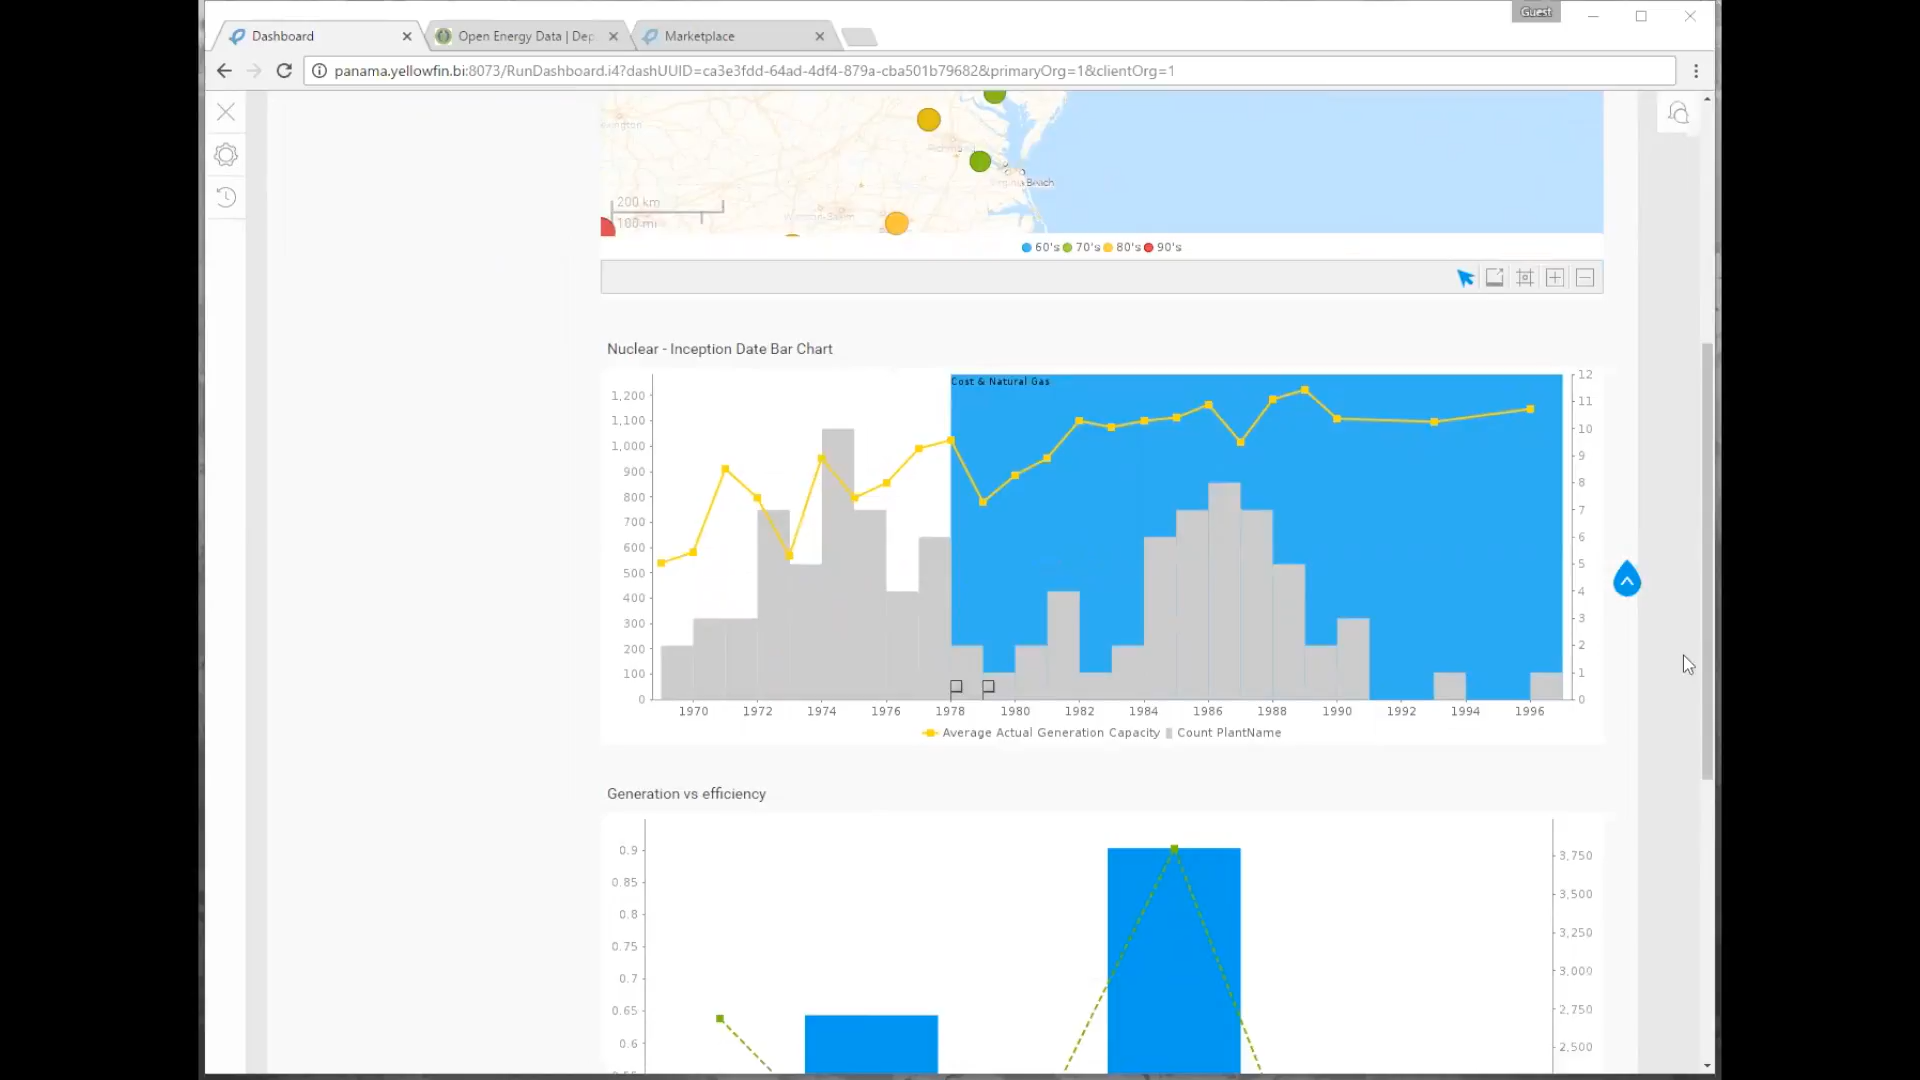 Guest
Dashboard
Open Energy Data | Dep
Marketplace
panama.yellowfin.bi:8073/RunDashboard.i4?dashUUID=ca3e3fdd-64ad-4df4-879a-cba501b79682&primaryOrg=1&clientOrg=1
Richmond
Beach
200 km
100 mi
60's 70's 80's 90's
Nuclear - Inception Date Bar Chart
Cost & Natural Gas
1,200
1,100
1,000
900
800
700
600
500
400
300
200
100
0
12
11
10
9
8
7
6
5
4
3
2
1
0
1970 1972 1974 1976 1978 1980 1982 1984 1986 1988 1990 1992 1994 1996
Average Actual Generation Capacity Count PlantName
Generation vs efficiency
0.9
0.85
0.8
0.75
0.7
0.65
0.6
3,750
3,500
3,250
3,000
2,750
2,500